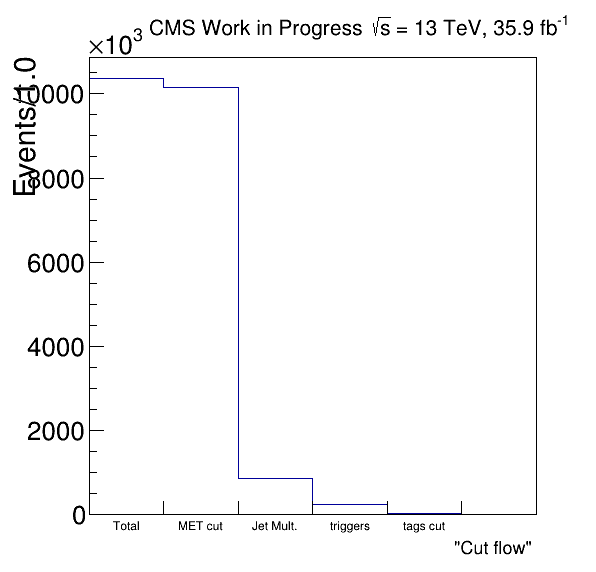 ×10³ CMS Work in Progress √s = 13 TeV, 35.9 fb⁻¹
Events/1.0
10000
8000
6000
4000
2000
0
Total MET cut Jet Mult. triggers tags cut
"Cut flow"